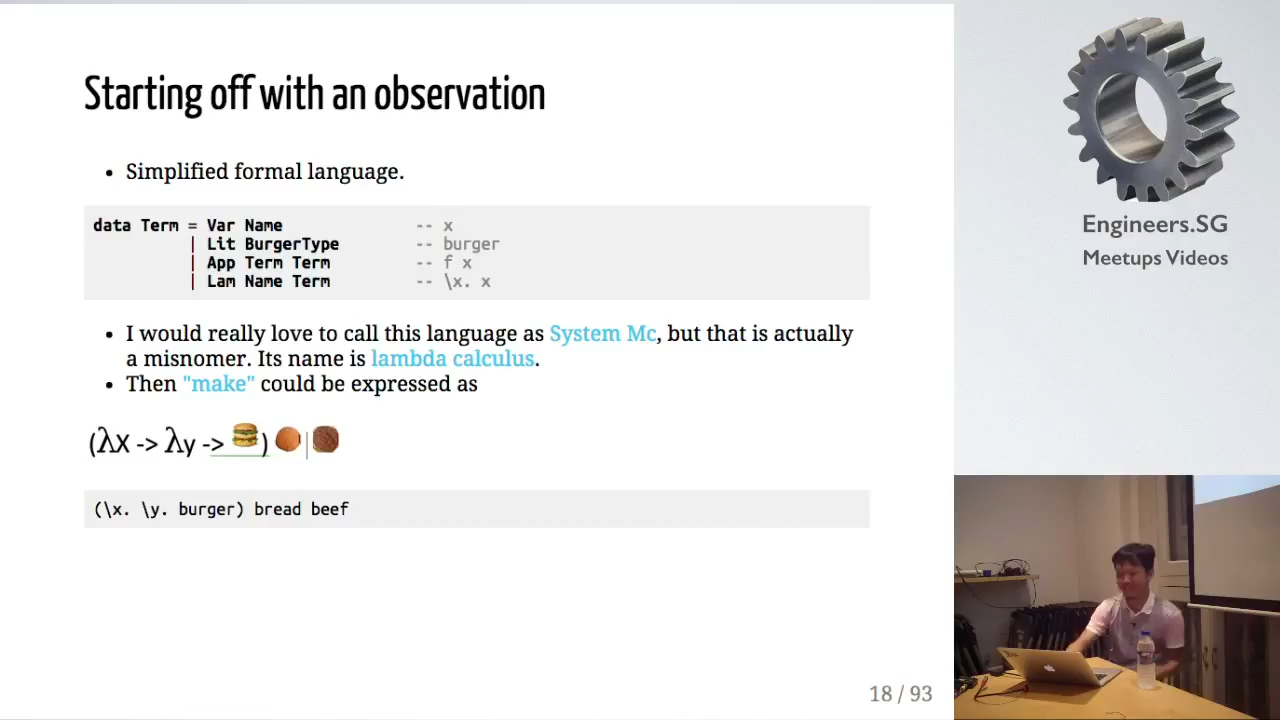 Starting off with an observation
• Simplified formal language.
data Term = Var Name -- x
| Lit BurgerType -- burger
| App Term Term -- f x
| Lam Name Term -- \x. x
• I would really love to call this language as System Mc, but that is actually
a misnomer. Its name is lambda calculus.
• Then "make" could be expressed as
(λX -> λy -> 🍔)
(\x. \y. burger) bread beef
18 / 93
Engineers.SG
Meetups Videos